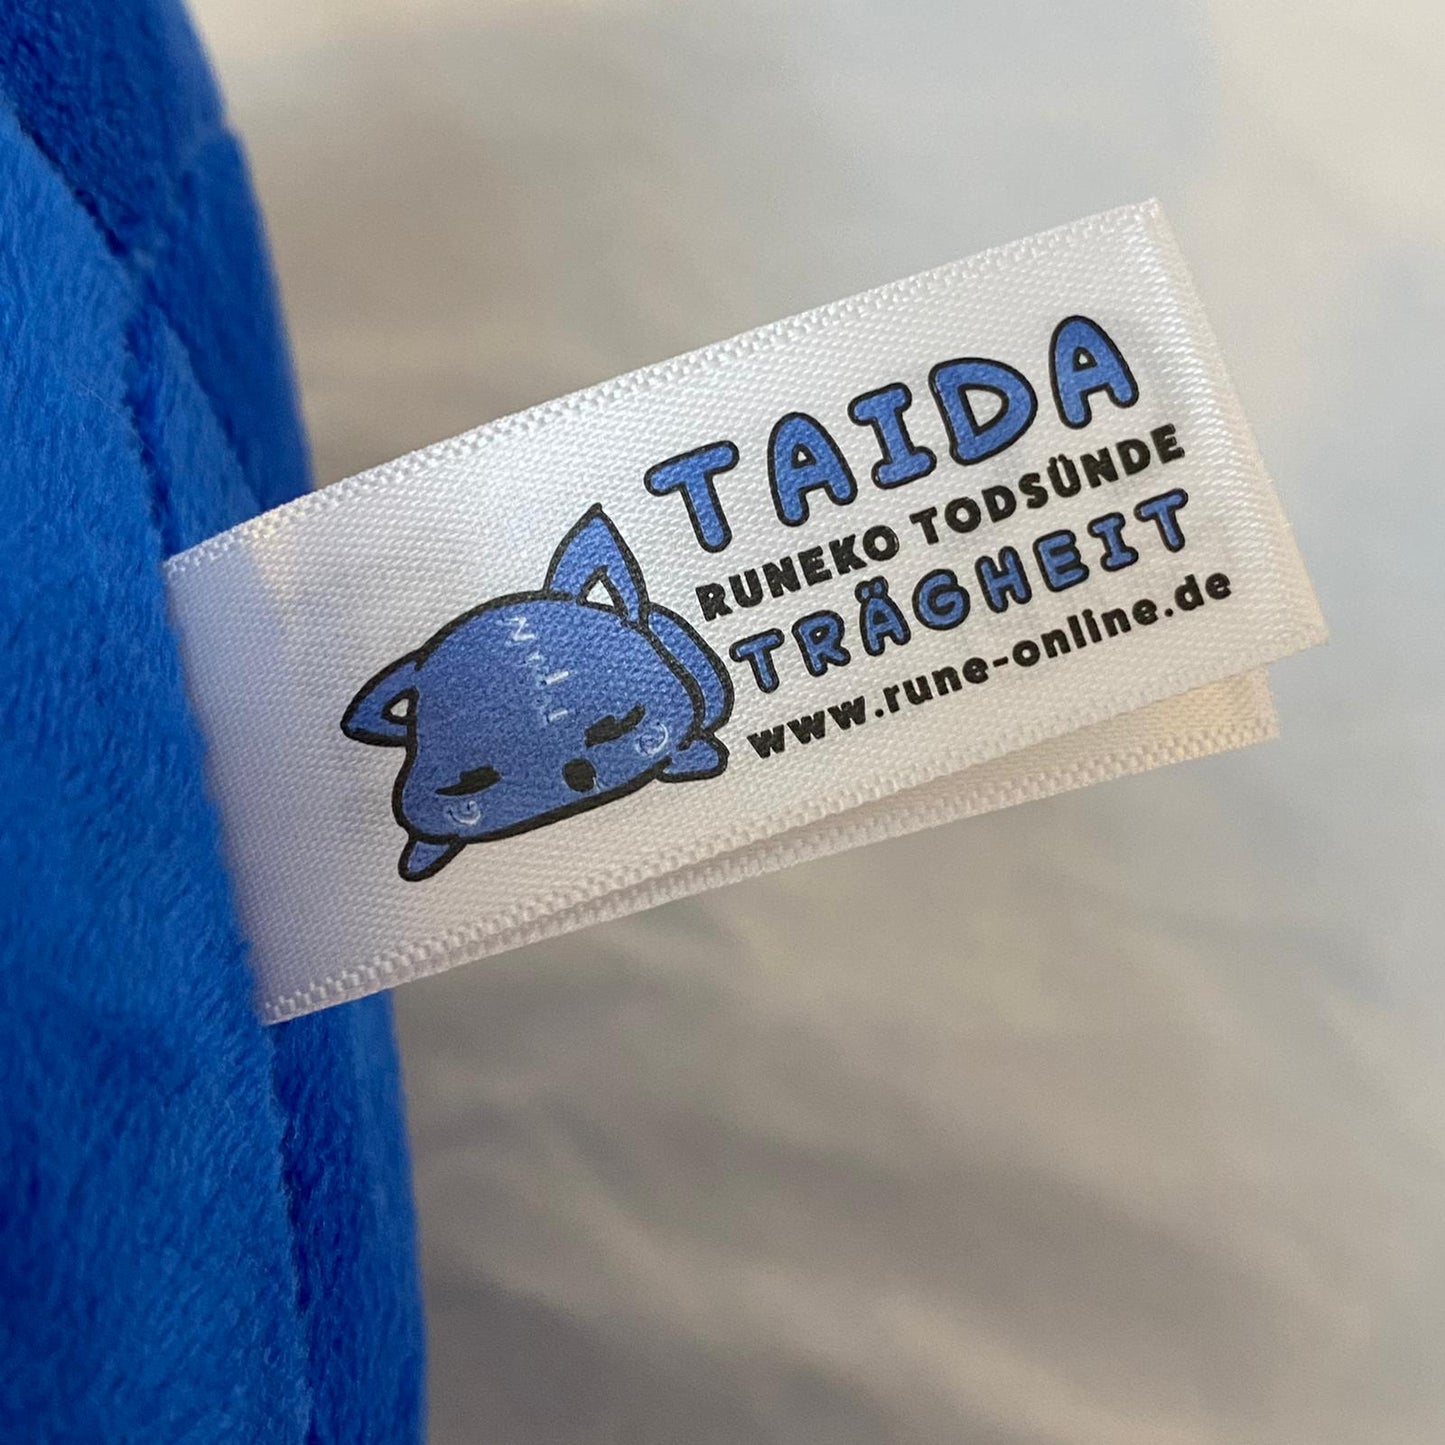 TAIDA
RUNEKO TODSÜNDE
TRÄGHEIT
www.rune-online.de